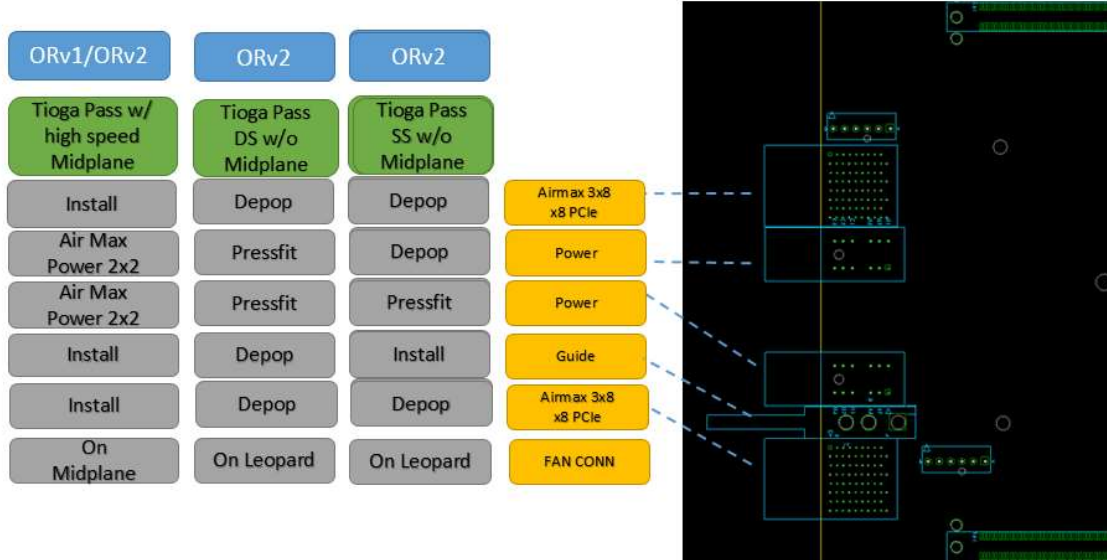 ORv1/ORv2 ORv2 ORv2
Tioga Pass w/ Tioga Pass Tioga Pass
high speed DS w/o SS w/o
Midplane Midplane Midplane
Install Depop Depop Airmax 3x8
x8 PCIe
Air Max
Power 2x2 Pressfit Depop Power
Air Max
Power 2x2 Pressfit Pressfit Power
Install Depop Install Guide
Install Depop Depop Airmax 3x8
x8 PCIe
On
Midplane On Leopard On Leopard FAN CONN